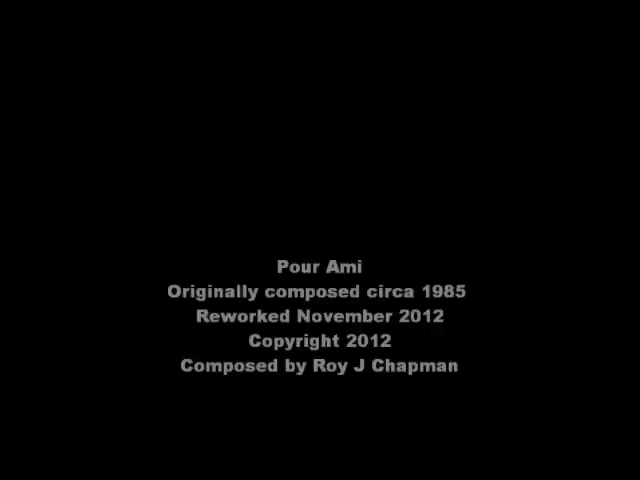 Pour Ami
Originally composed circa 1985
Reworked November 2012
Copyright 2012
Composed by Roy J Chapman